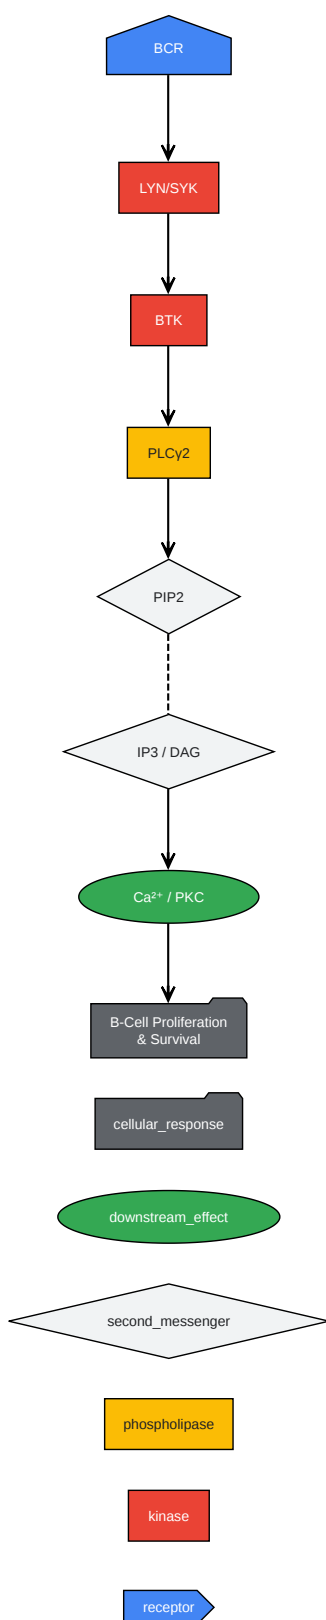 BCR
LYN/SYK
BTK
PLCγ2
PIP2
IP3 / DAG
Ca²⁺ / PKC
B-Cell Proliferation
& Survival
cellular_response
downstream_effect
second_messenger
phospholipase
kinase
receptor